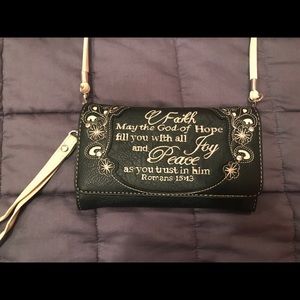 Faith
May the God of Hope
fill you with all
Joy
and
Peace
as you trust in him
Romans 15:13